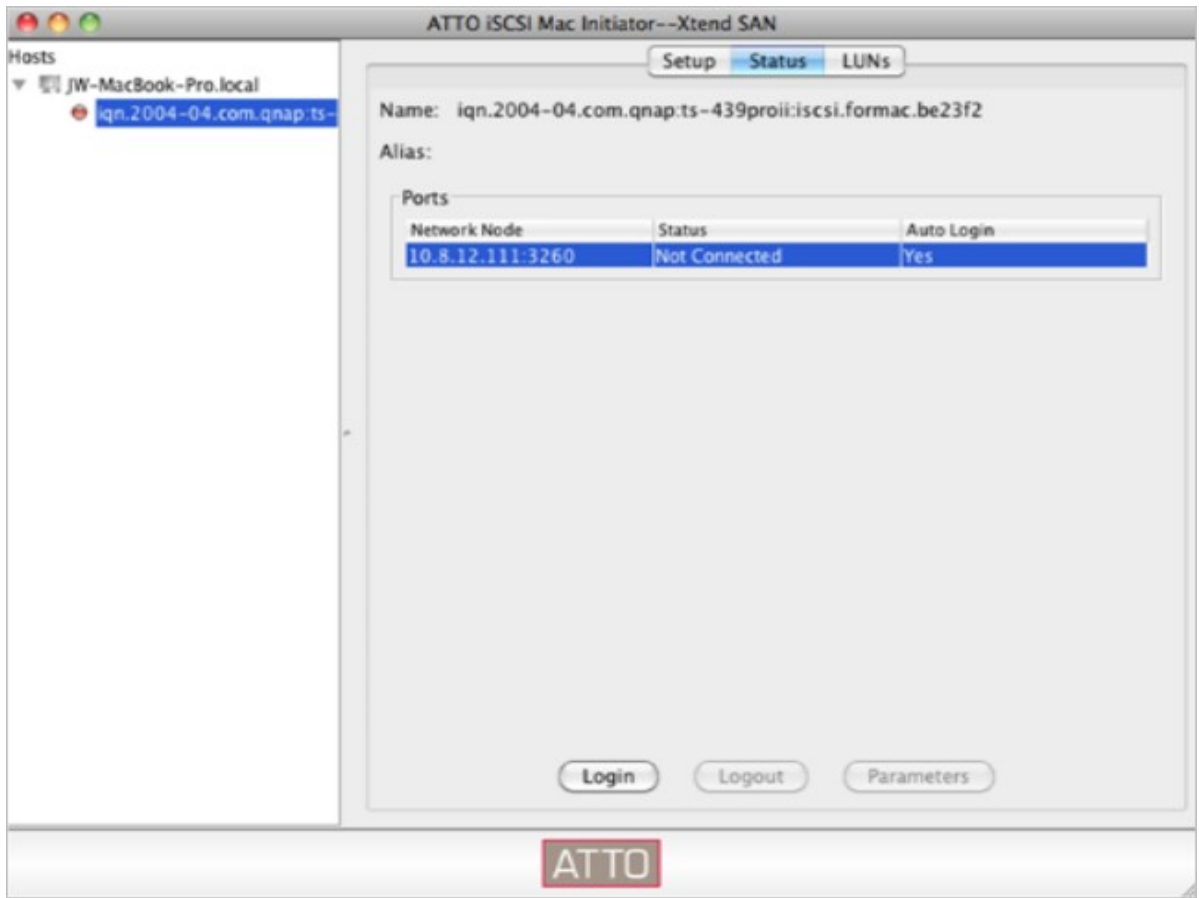 ATTO iSCSI Mac Initiator--Xtend SAN
Hosts
JW-MacBook-Pro.local
iqn.2004-04.com.qnap:ts-
Setup Status LUNs
Name: iqn.2004-04.com.qnap:ts-439proii:iscsi.formac.be23f2
Alias:
Ports
Network Node Status Auto Login
10.8.12.111:3260 Not Connected Yes
Login Logout Parameters
ATTO